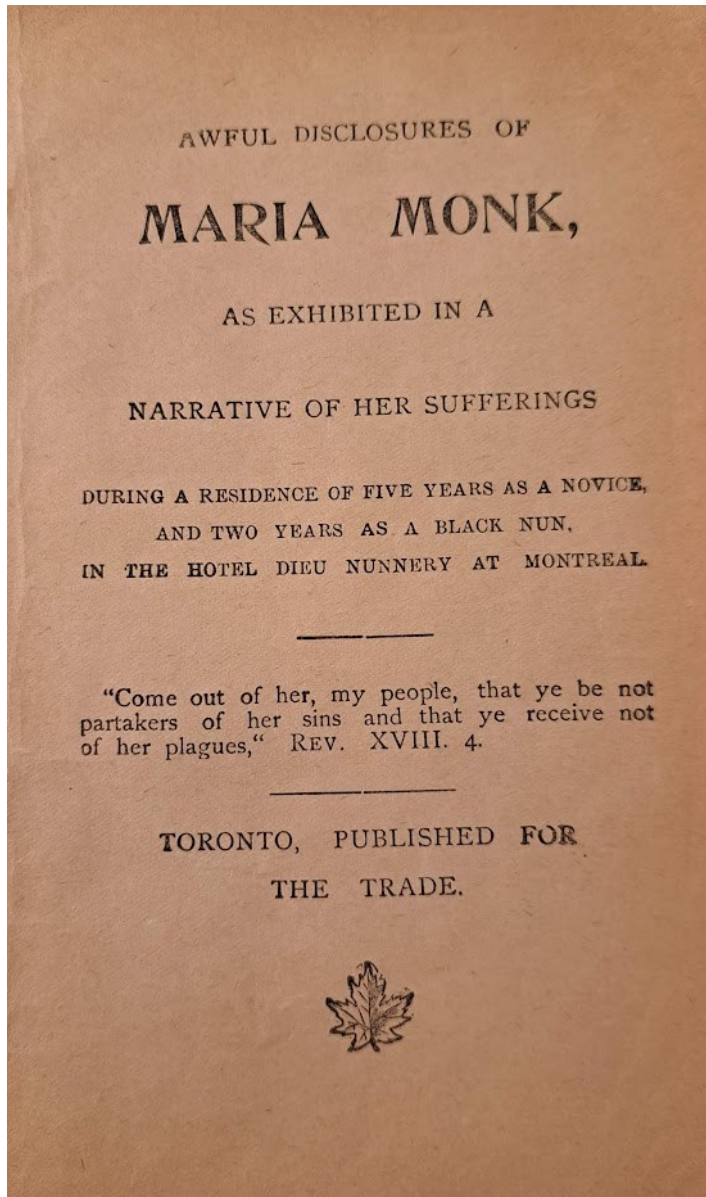 AWFUL DISCLOSURES OF
MARIA MONK,
AS EXHIBITED IN A
NARRATIVE OF HER SUFFERINGS
DURING A RESIDENCE OF FIVE YEARS AS A NOVICE,
AND TWO YEARS AS A BLACK NUN,
IN THE HOTEL DIEU NUNNERY AT MONTREAL.
"Come out of her, my people, that ye be not
partakers of her sins and that ye receive not
of her plagues,“ REV. XVIII. 4.
TORONTO, PUBLISHED FOR
THE TRADE.